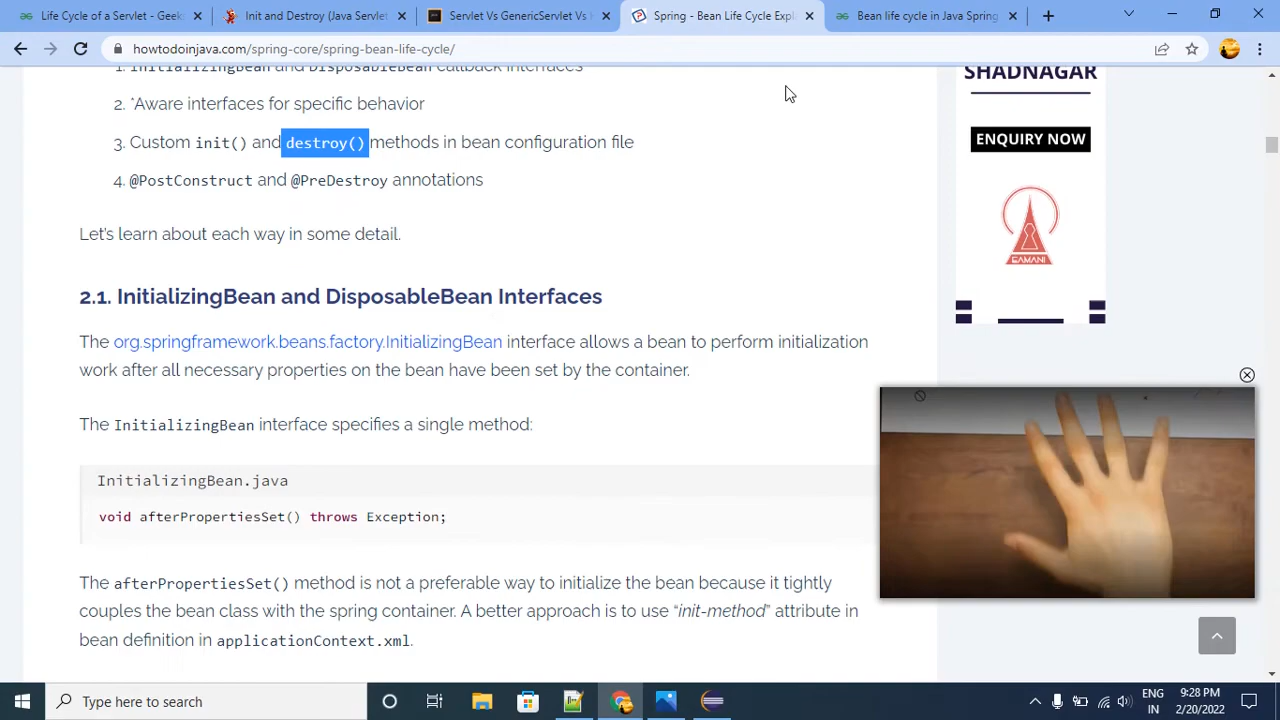 Life Cycle of a Servlet - Geek
Init and Destroy (Java Servlet
Servlet Vs GenericServlet Vs H
Spring - Bean Life Cycle Expl
Bean life cycle in Java Spring
howtodoinjava.com/spring-core/spring-bean-life-cycle/
1. InitializingBean and DisposableBean callback interfaces
2. *Aware interfaces for specific behavior
3. Custom init() and destroy() methods in bean configuration file
4. @PostConstruct and @PreDestroy annotations
Let's learn about each way in some detail.
2.1. InitializingBean and DisposableBean Interfaces
The org.springframework.beans.factory.InitializingBean interface allows a bean to perform initialization
work after all necessary properties on the bean have been set by the container.
The InitializingBean interface specifies a single method:
InitializingBean.java
void afterPropertiesSet() throws Exception;
The afterPropertiesSet() method is not a preferable way to initialize the bean because it tightly
couples the bean class with the spring container. A better approach is to use “init-method” attribute in
bean definition in applicationContext.xml.
SHADNAGAR
ENQUIRY NOW
EAMANI
Type here to search
ENG
IN
9:28 PM
2/20/2022